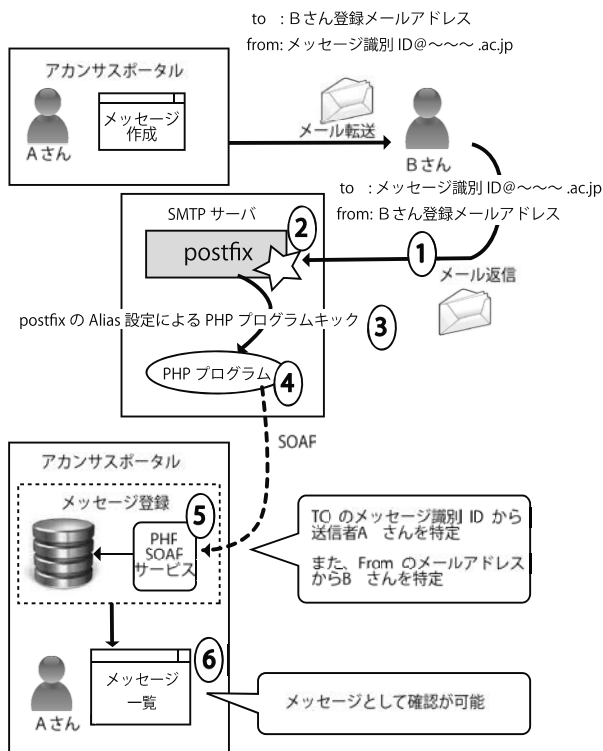 to : Bさん登録メールアドレス
from: メッセージ識別 ID@~~~ .ac.jp
アカンサスポータル
メッセージ
作成
Aさん
メール転送
Bさん
to : メッセージ識別 ID@~~~ .ac.jp
from: Bさん登録メールアドレス
SMTP サーバ
②
postfix
①
メール返信
postfix の Alias 設定による PHP プログラムキック
③
PHP プログラム
④
SOAF
アカンサスポータル
メッセージ登録
⑤
PHF
SOAF
サービス
TO のメッセージ識別 ID から
送信者A さんを特定
また、From のメールアドレス
からB さんを特定
⑥
メッセージ
一覧
Aさん
メッセージとして確認が可能